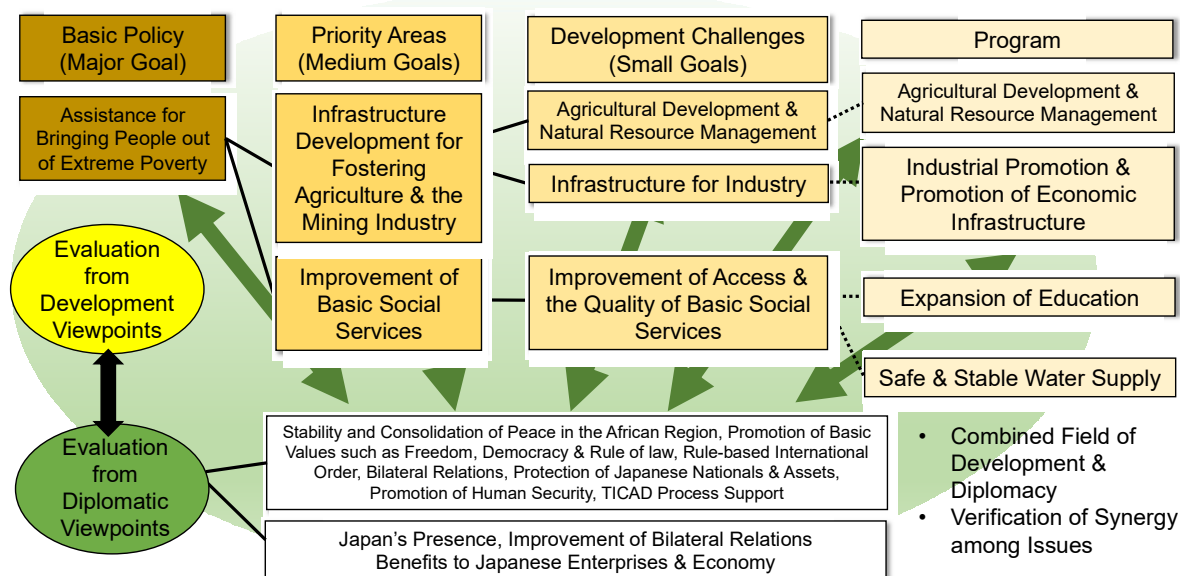 Basic Policy
(Major Goal)
Priority Areas
(Medium Goals)
Development Challenges
(Small Goals)
Program
Assistance for
Bringing People out
of Extreme Poverty
Infrastructure
Development for
Fostering
Agriculture & the
Mining Industry
Agricultural Development &
Natural Resource Management
Agricultural Development &
Natural Resource Management
Infrastructure for Industry
Industrial Promotion &
Promotion of Economic
Infrastructure
Evaluation
from
Development
Viewpoints
Improvement of
Basic Social
Services
Improvement of Access &
the Quality of Basic Social
Services
Expansion of Education
Safe & Stable Water Supply
Evaluation
from
Diplomatic
Viewpoints
Stability and Consolidation of Peace in the African Region, Promotion of Basic
Values such as Freedom, Democracy & Rule of law, Rule-based International
Order, Bilateral Relations, Protection of Japanese Nationals & Assets,
Promotion of Human Security, TICAD Process Support
Japan's Presence, Improvement of Bilateral Relations
Benefits to Japanese Enterprises & Economy
• Combined Field of
Development &
Diplomacy
• Verification of Synergy
among Issues